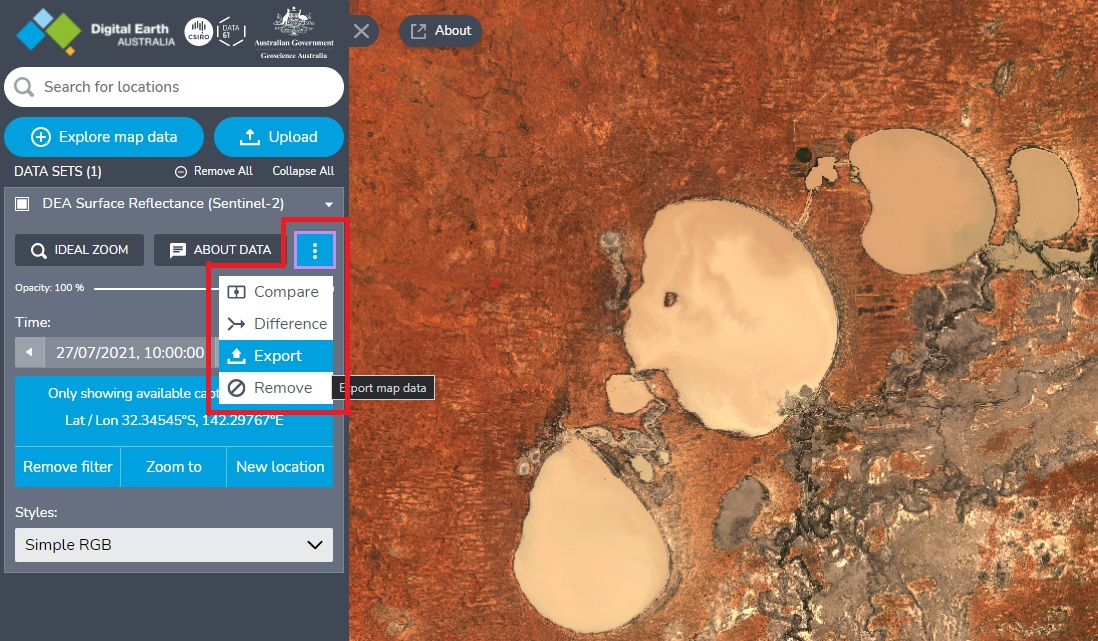 Digital Earth
AUSTRALIA
CSIRO
DATA
61
Australian Government
Geoscience Australia
About
Search for locations
Explore map data
Upload
DATA SETS (1)
Remove All
Collapse All
DEA Surface Reflectance (Sentinel-2)
IDEAL ZOOM
ABOUT DATA
Opacity: 100 %
Compare
Difference
Time:
27/07/2021, 10:00:00
Export
Remove
Export map data
Only showing available capt
Lat / Lon 32.34545°S, 142.29767°E
Remove filter
Zoom to
New location
Styles:
Simple RGB